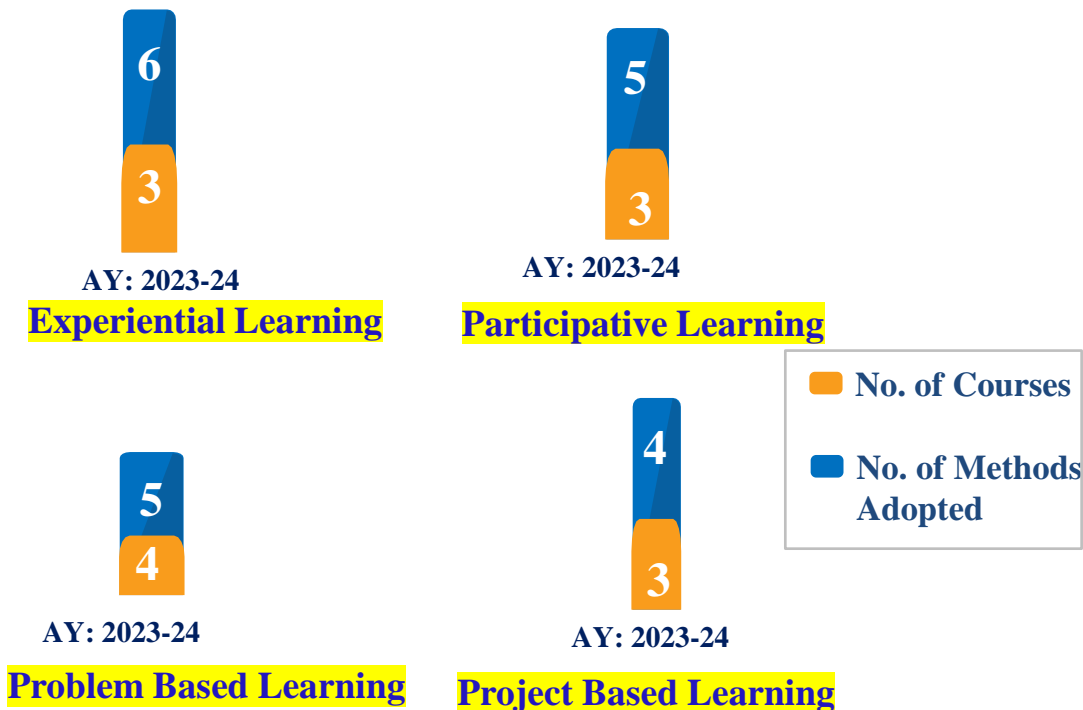 6
3
AY: 2023-24
Experiential Learning
5
3
AY: 2023-24
Participative Learning
No. of Courses
No. of Methods
Adopted
5
4
AY: 2023-24
Problem Based Learning
4
3
AY: 2023-24
Project Based Learning